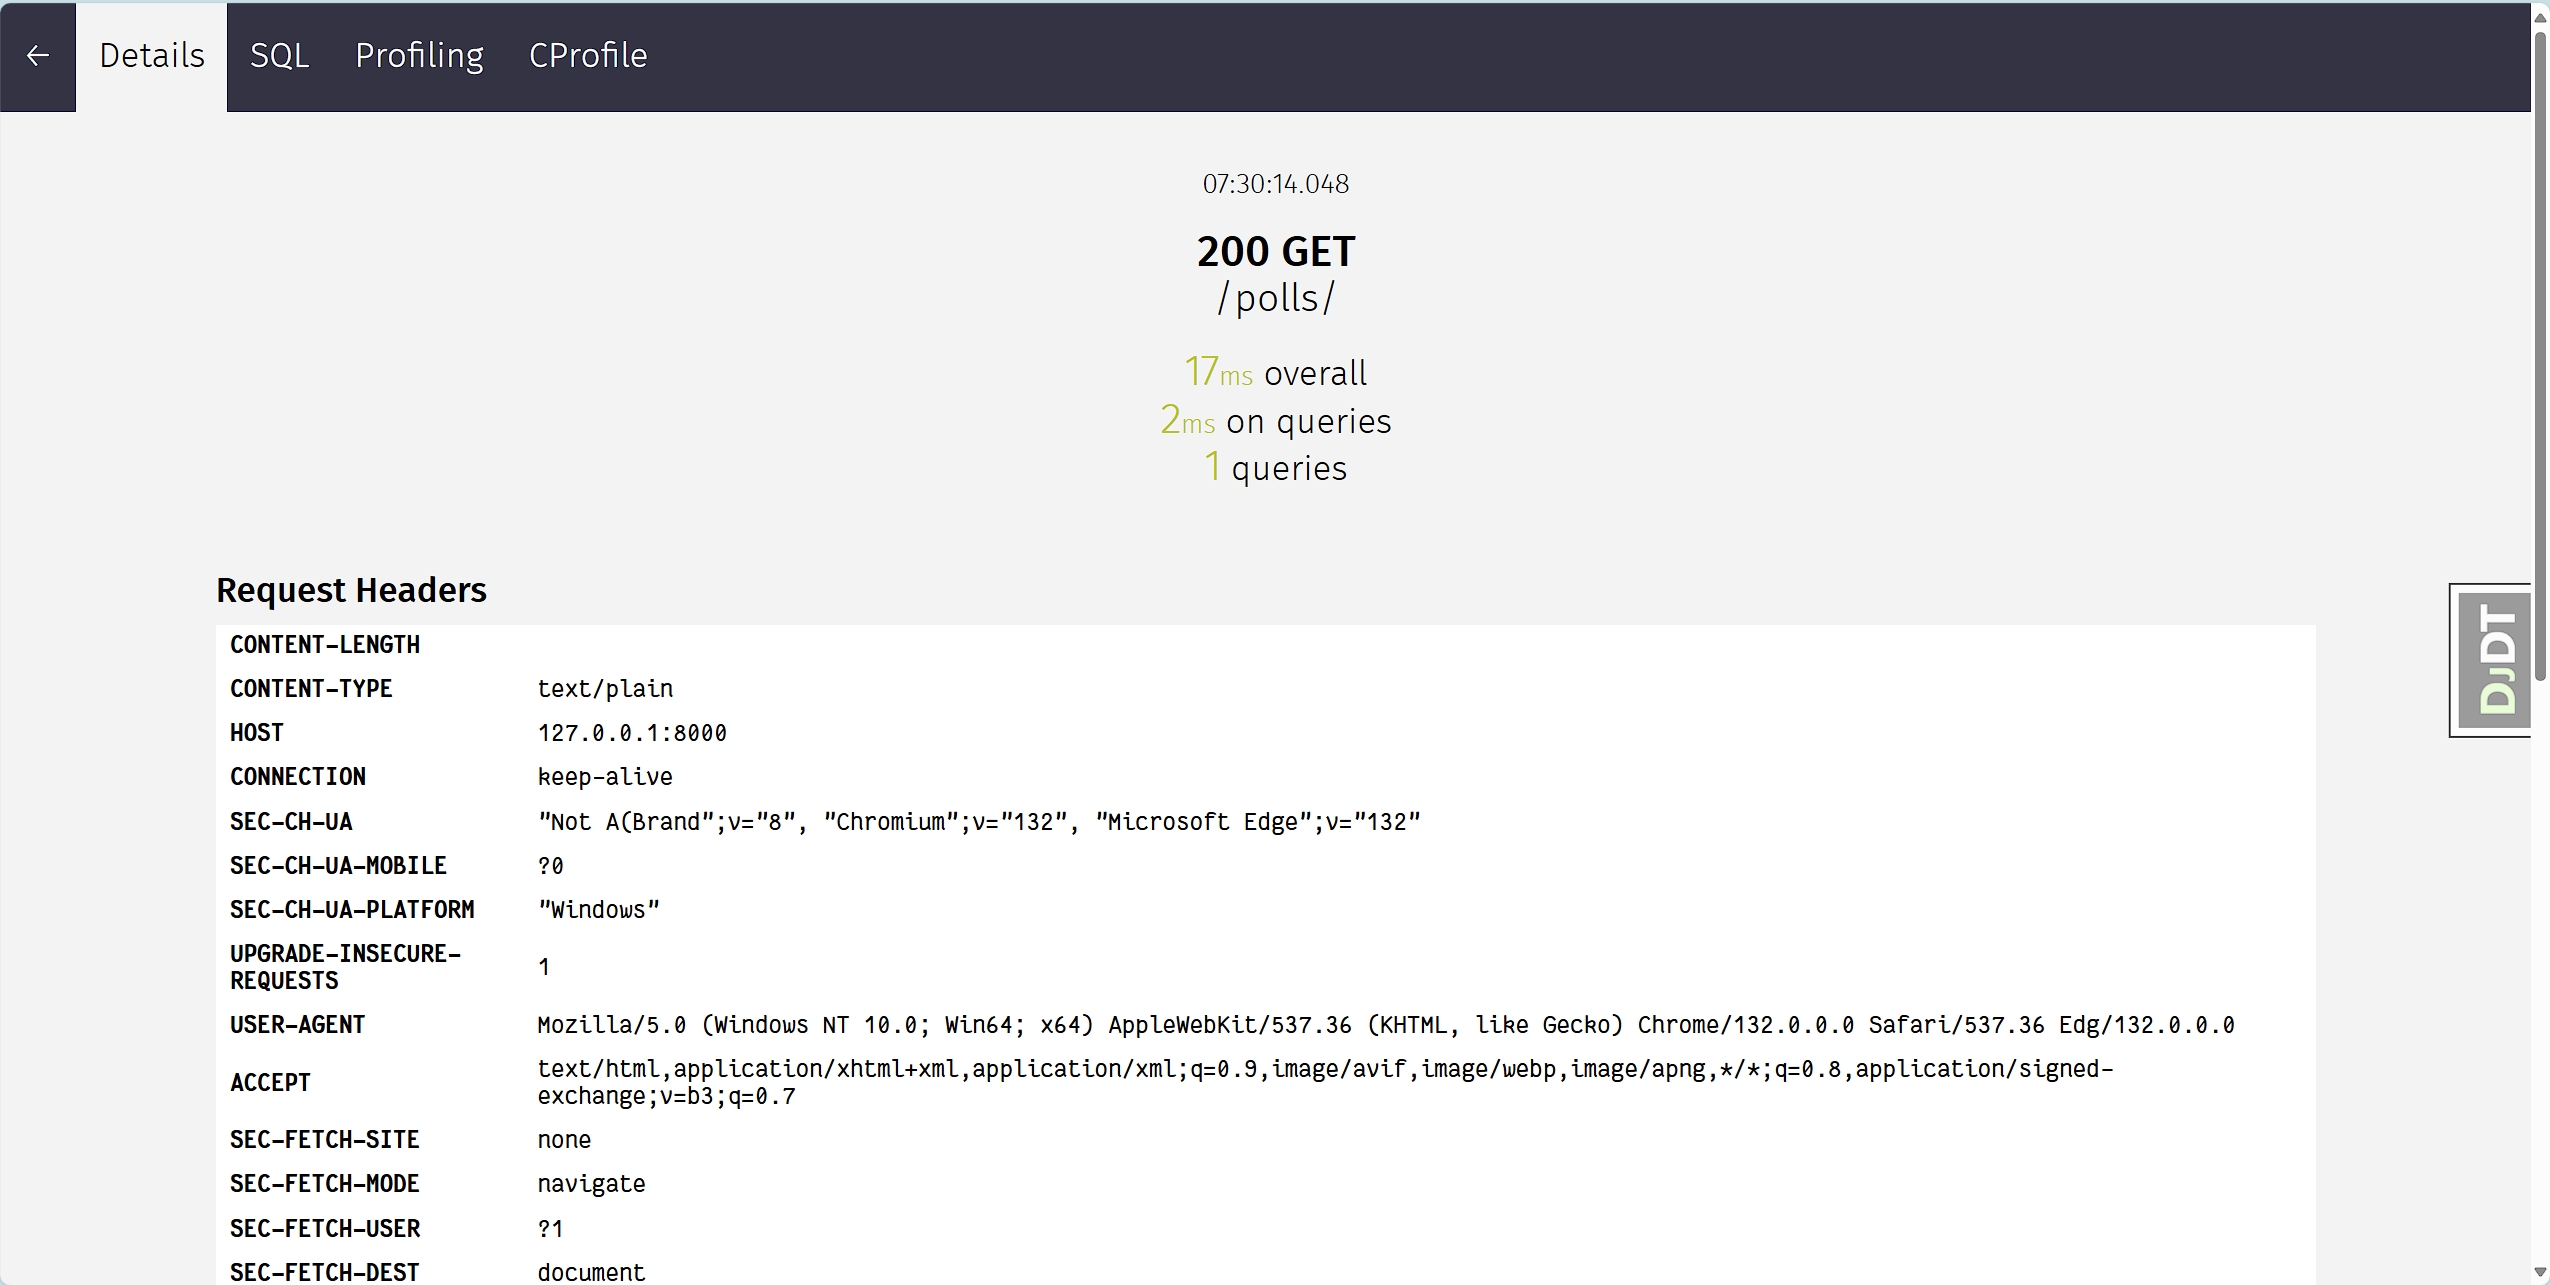 ← Details SQL Profiling CProfile
07:30:14.048
200 GET
/polls/
17ms overall
2ms on queries
1 queries
Request Headers
CONTENT-LENGTH
CONTENT-TYPE text/plain
HOST 127.0.0.1:8000
CONNECTION keep-alive
SEC-CH-UA "Not A(Brand";v="8", "Chromium";v="132", "Microsoft Edge";v="132"
SEC-CH-UA-MOBILE ?0
SEC-CH-UA-PLATFORM "Windows"
UPGRADE-INSECURE-
REQUESTS 1
USER-AGENT Mozilla/5.0 (Windows NT 10.0; Win64; x64) AppleWebKit/537.36 (KHTML, like Gecko) Chrome/132.0.0.0 Safari/537.36 Edg/132.0.0.0
ACCEPT text/html,application/xhtml+xml,application/xml;q=0.9,image/avif,image/webp,image/apng,*/*;q=0.8,application/signed-
exchange;v=b3;q=0.7
SEC-FETCH-SITE none
SEC-FETCH-MODE navigate
SEC-FETCH-USER ?1
SEC-FETCH-DEST document
DJDT